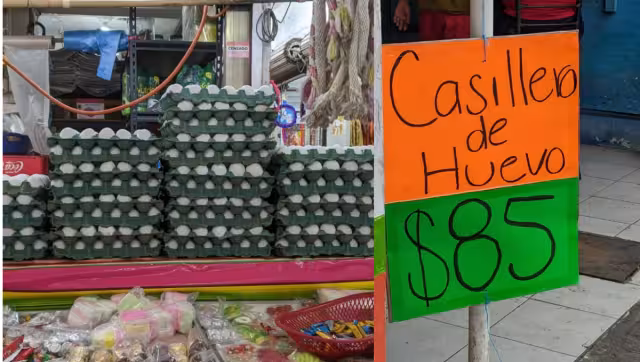 Casillero
de
Huevo
$85